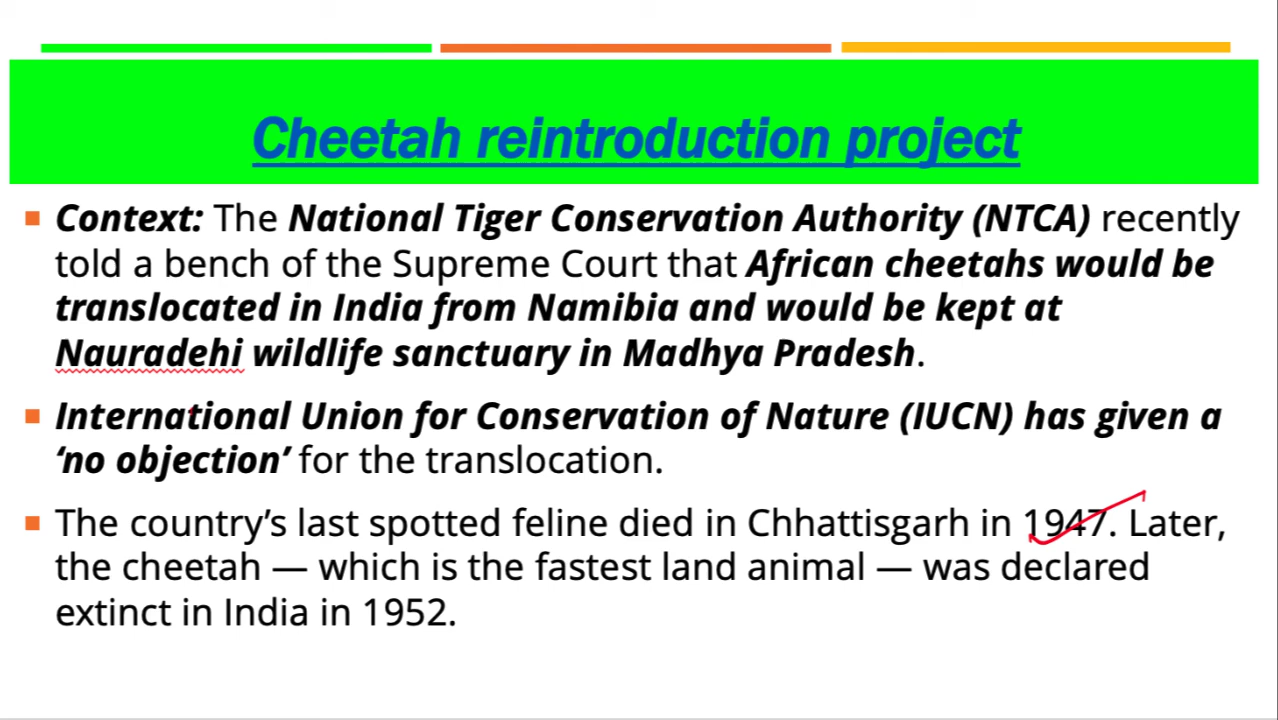 Cheetah reintroduction project
Context: The National Tiger Conservation Authority (NTCA) recently
told a bench of the Supreme Court that African cheetahs would be
translocated in India from Namibia and would be kept at
Nauradehi wildlife sanctuary in Madhya Pradesh.
International Union for Conservation of Nature (IUCN) has given a
‘no objection’ for the translocation.
The country’s last spotted feline died in Chhattisgarh in 1947. Later,
the cheetah — which is the fastest land animal — was declared
extinct in India in 1952.